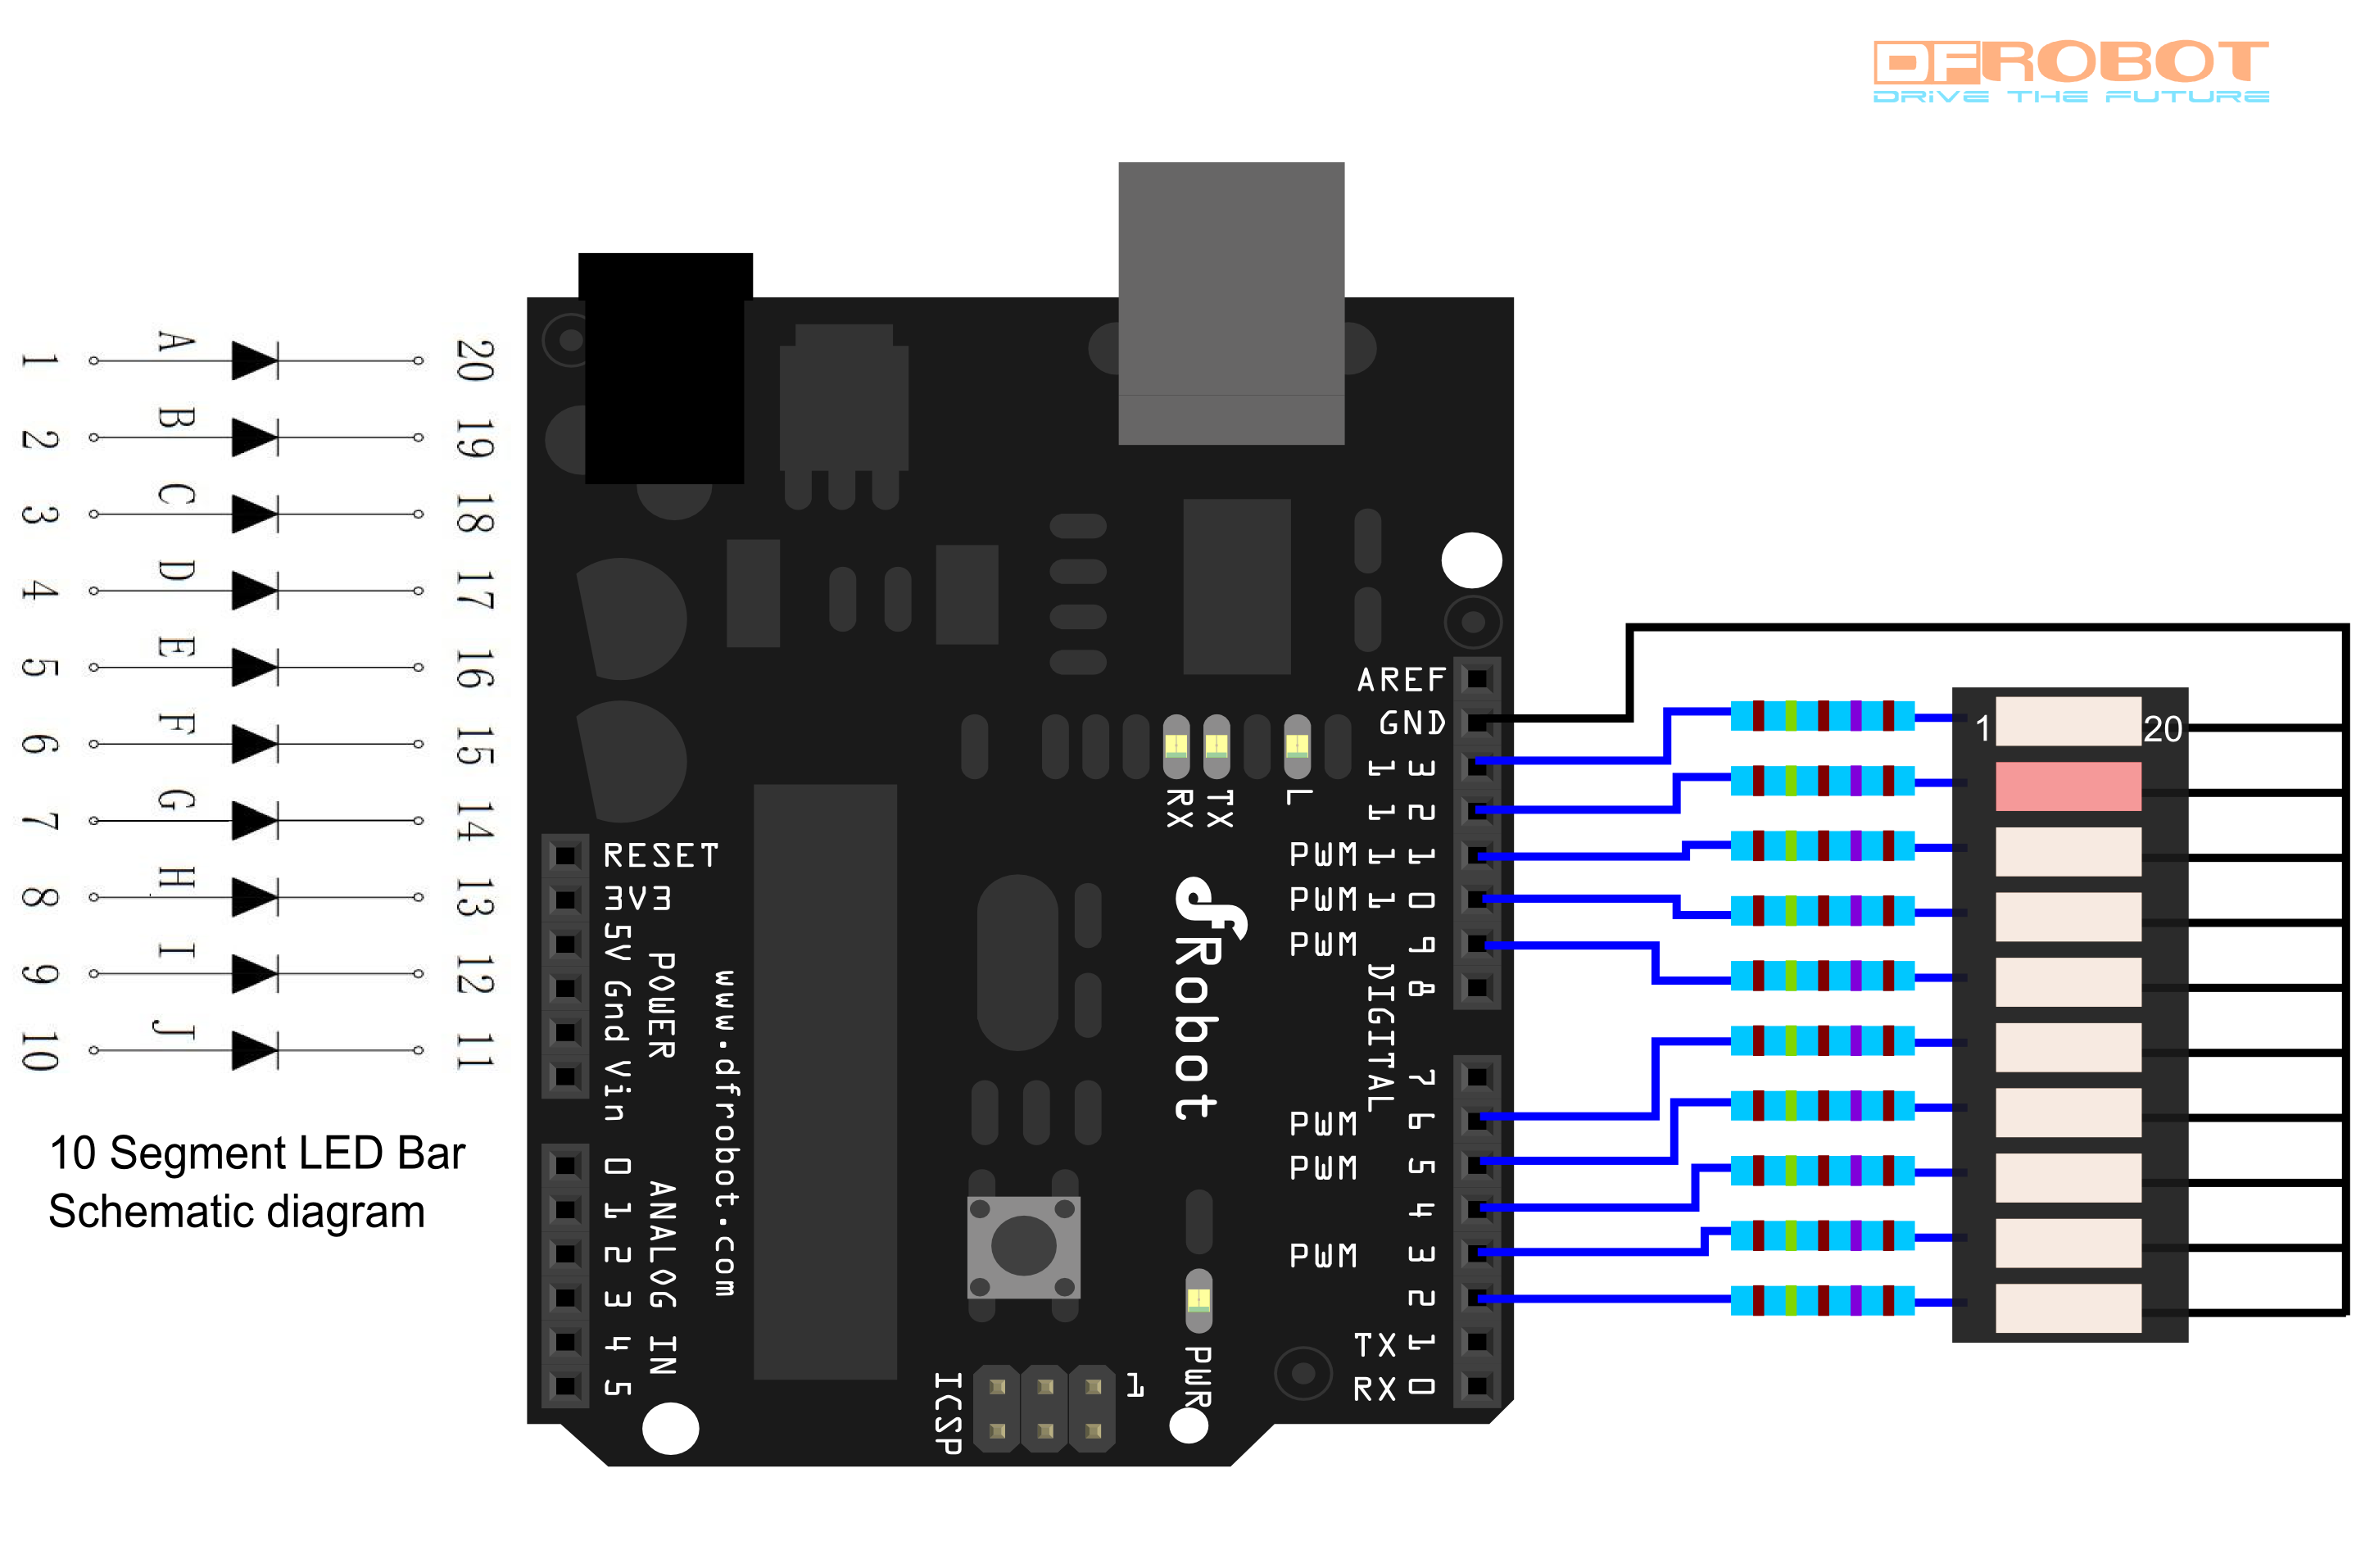 DFROBOT
DRIVE THE FUTURE
1 A 20
2 B 19
3 C 18
4 D 17
5 E 16
6 F 15
7 G 14
8 H 13
9 I 12
10 J 11
10 Segment LED Bar
Schematic diagram
RESET
3V3
5V
Gnd
Vin
POWER
www.dfrobot.com
0
1
2
3
4
5
ANALOG IN
ICSP
1
RX
TX
L
dfRobot
PWR
AREF
GND
13
12
PWM 11
PWM 10
PWM 9
8
DIGITAL
7
PWM 6
PWM 5
4
PWM 3
2
TX 1
RX 0
1 20